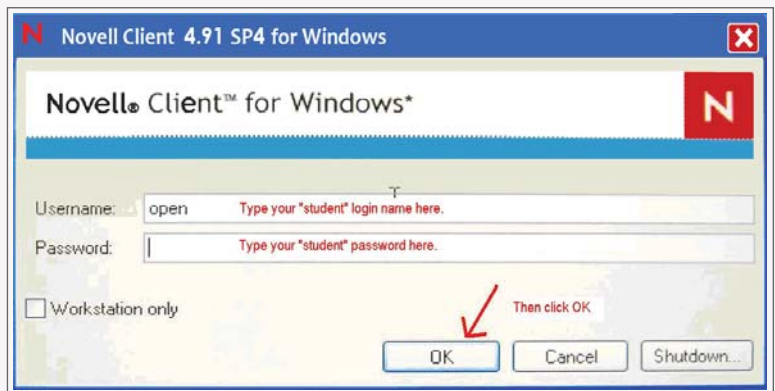 N Novell Client 4.91 SP4 for Windows
Novell® Client™ for Windows* N
Username: open Type your "student" login name here.
Password: Type your "student" password here.
Workstation only
Then click OK
OK Cancel Shutdown...